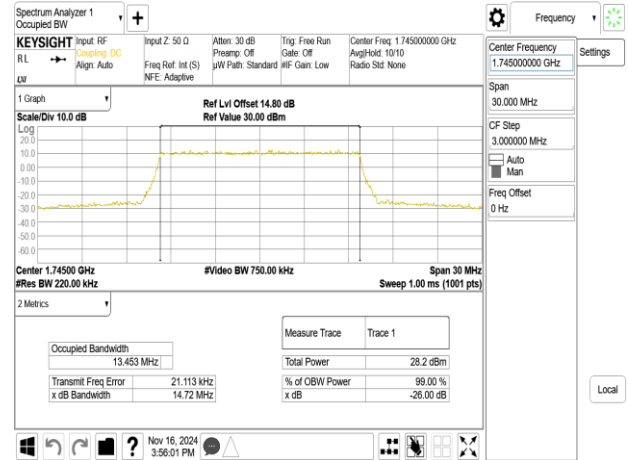 Spectrum Analyzer 1
Occupied BW
Frequency
KEYSIGHT
RL
LXI
Input: RF
Coupling: DC
Align: Auto
Input Z: 50 Ω
Freq Ref: Int (S)
NFE: Adaptive
Atten: 30 dB
Preamp: Off
µW Path: Standard
Trig: Free Run
Gate: Off
#IF Gain: Low
Center Freq: 1.745000000 GHz
Avg|Hold: 10/10
Radio Std: None
Center Frequency
1.745000000 GHz
Settings
Span
30.000 MHz
CF Step
3.000000 MHz
Auto
Man
Freq Offset
0 Hz
Local
1 Graph
Scale/Div 10.0 dB
Ref Lvl Offset 14.80 dB
Ref Value 30.00 dBm
Log
20.0
10.0
0.00
-10.0
-20.0
-30.0
-40.0
-50.0
-60.0
Center 1.74500 GHz
#Video BW 750.00 kHz
Span 30 MHz
#Res BW 220.00 kHz
Sweep 1.00 ms (1001 pts)
2 Metrics
Measure Trace
Trace 1
Occupied Bandwidth
13.453 MHz
Total Power
28.2 dBm
Transmit Freq Error
21.113 kHz
% of OBW Power
99.00 %
x dB Bandwidth
14.72 MHz
x dB
-26.00 dB
?
Nov 16, 2024
3:56:01 PM